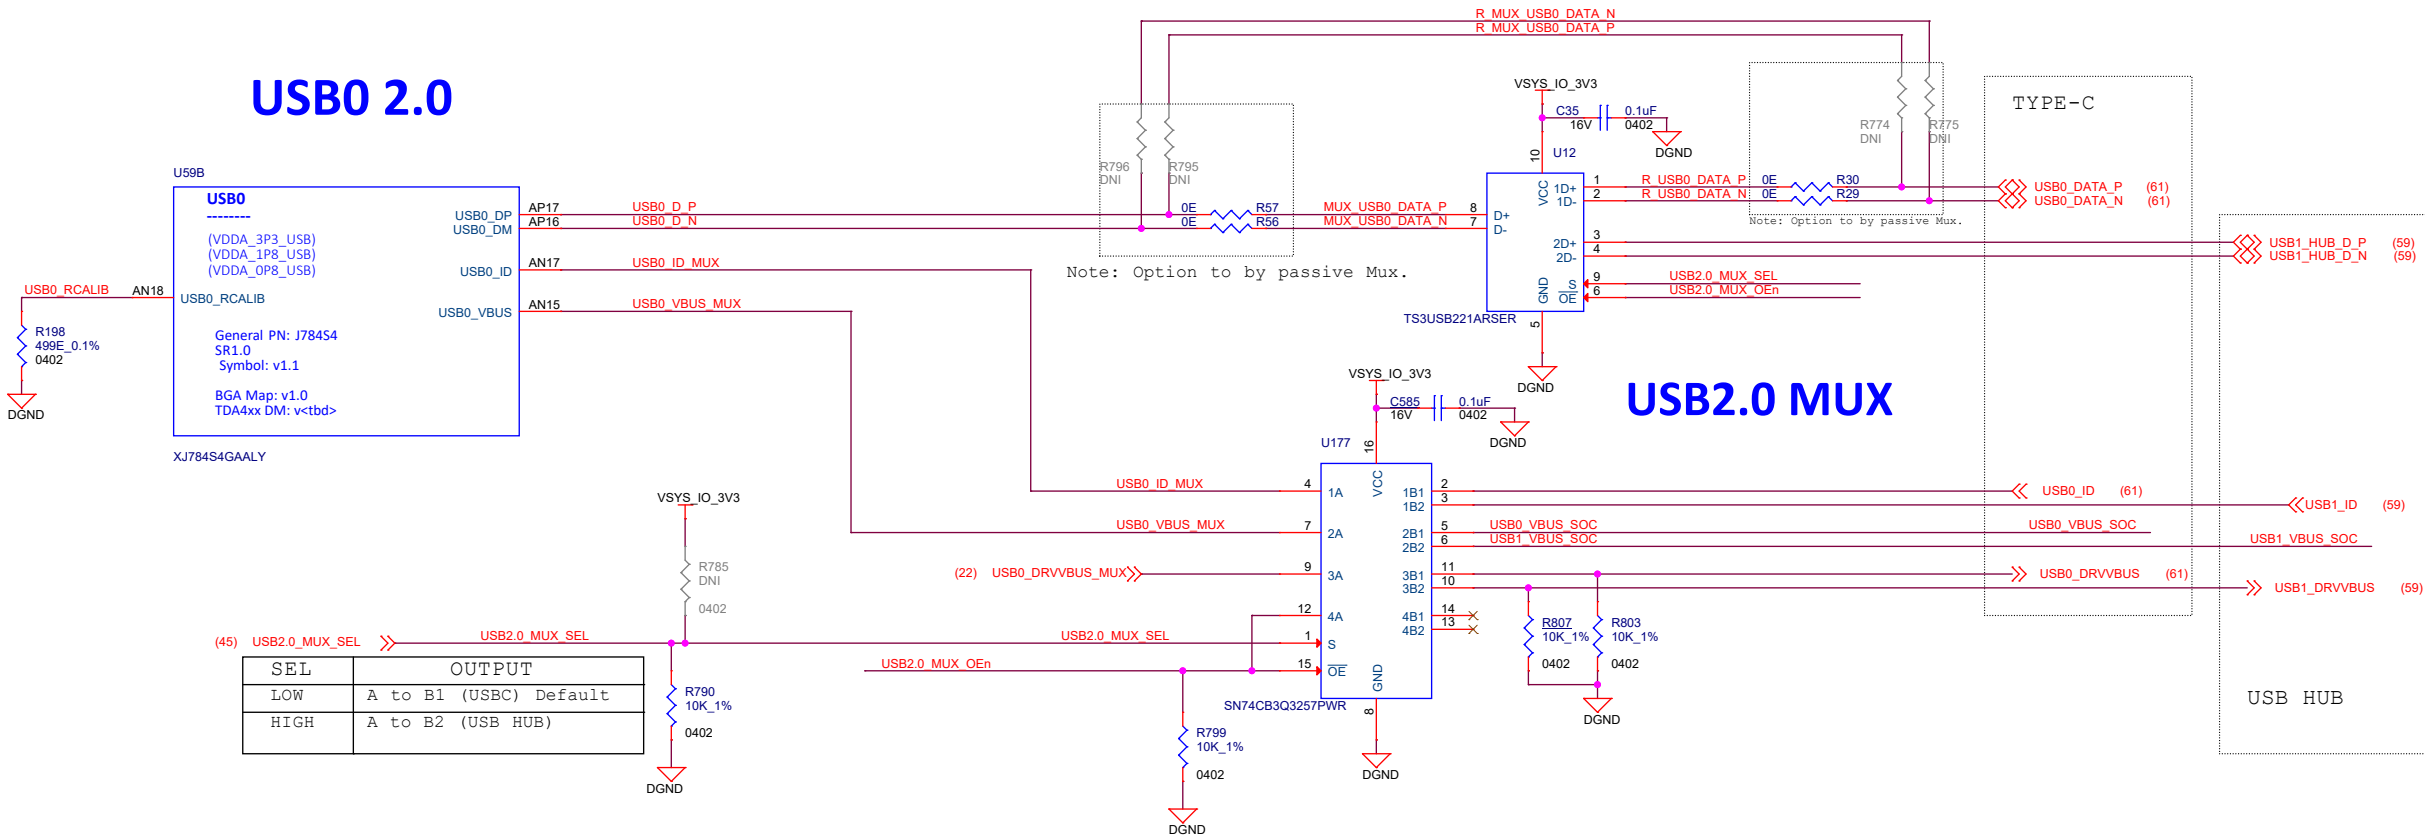 R_MUX_USB0_DATA_N
R_MUX_USB0_DATA_P
USB0 2.0
VSYS_IO_3V3
C35
0.1uF
16V
0402
DGND
TYPE-C
R796
DNI
R795
DNI
R774
DNI
R775
DNI
U59B
USB0
--------
(VDDA_3P3_USB)
(VDDA_1P8_USB)
(VDDA_0P8_USB)
USB0_RCALIB
General PN: J784S4
SR1.0
Symbol: v1.1
BGA Map: v1.0
TDA4xx DM: v<tbd>
XJ784S4GAALY
USB0_DP
USB0_DM
USB0_ID
USB0_VBUS
AP17
AP16
AN17
AN15
USB0_D_P
USB0_D_N
USB0_ID_MUX
USB0_VBUS_MUX
USB0_RCALIB
AN18
R198
499E_0.1%
0402
DGND
0E
R57
0E
R56
MUX_USB0_DATA_P
MUX_USB0_DATA_N
Note: Option to by passive Mux.
U12
10
VCC
8
D+
7
D-
1D+
1
1D-
2
2D+
3
2D-
4
S
9
OE
6
GND
5
TS3USB221ARSER
DGND
R_USB0_DATA_P
0E
R30
R_USB0_DATA_N
0E
R29
Note: Option to by passive Mux.
USB2.0_MUX_SEL
USB2.0_MUX_OEn
USB0_DATA_P (61)
USB0_DATA_N (61)
USB1_HUB_D_P (59)
USB1_HUB_D_N (59)
USB2.0 MUX
VSYS_IO_3V3
C585
0.1uF
16V
0402
DGND
U177
16
VCC
USB0_ID_MUX
4
1A
USB0_VBUS_MUX
7
2A
(22) USB0_DRVVBUS_MUX
9
3A
12
4A
USB2.0_MUX_SEL
1
S
USB2.0_MUX_OEn
15
OE
1B1
2
1B2
3
2B1
5
2B2
6
3B1
11
3B2
10
4B1
14
4B2
13
GND
8
SN74CB3Q3257PWR
DGND
USB0_VBUS_SOC
USB1_VBUS_SOC
USB0_ID (61)
USB1_ID (59)
USB0_VBUS_SOC
USB1_VBUS_SOC
USB0_DRVVBUS (61)
USB1_DRVVBUS (59)
R807
10K_1%
0402
R803
10K_1%
0402
DGND
USB HUB
VSYS_IO_3V3
R785
DNI
0402
(45) USB2.0_MUX_SEL
USB2.0_MUX_SEL
SEL OUTPUT
LOW A to B1 (USBC) Default
HIGH A to B2 (USB HUB)
R790
10K_1%
0402
DGND
R799
10K_1%
0402
DGND